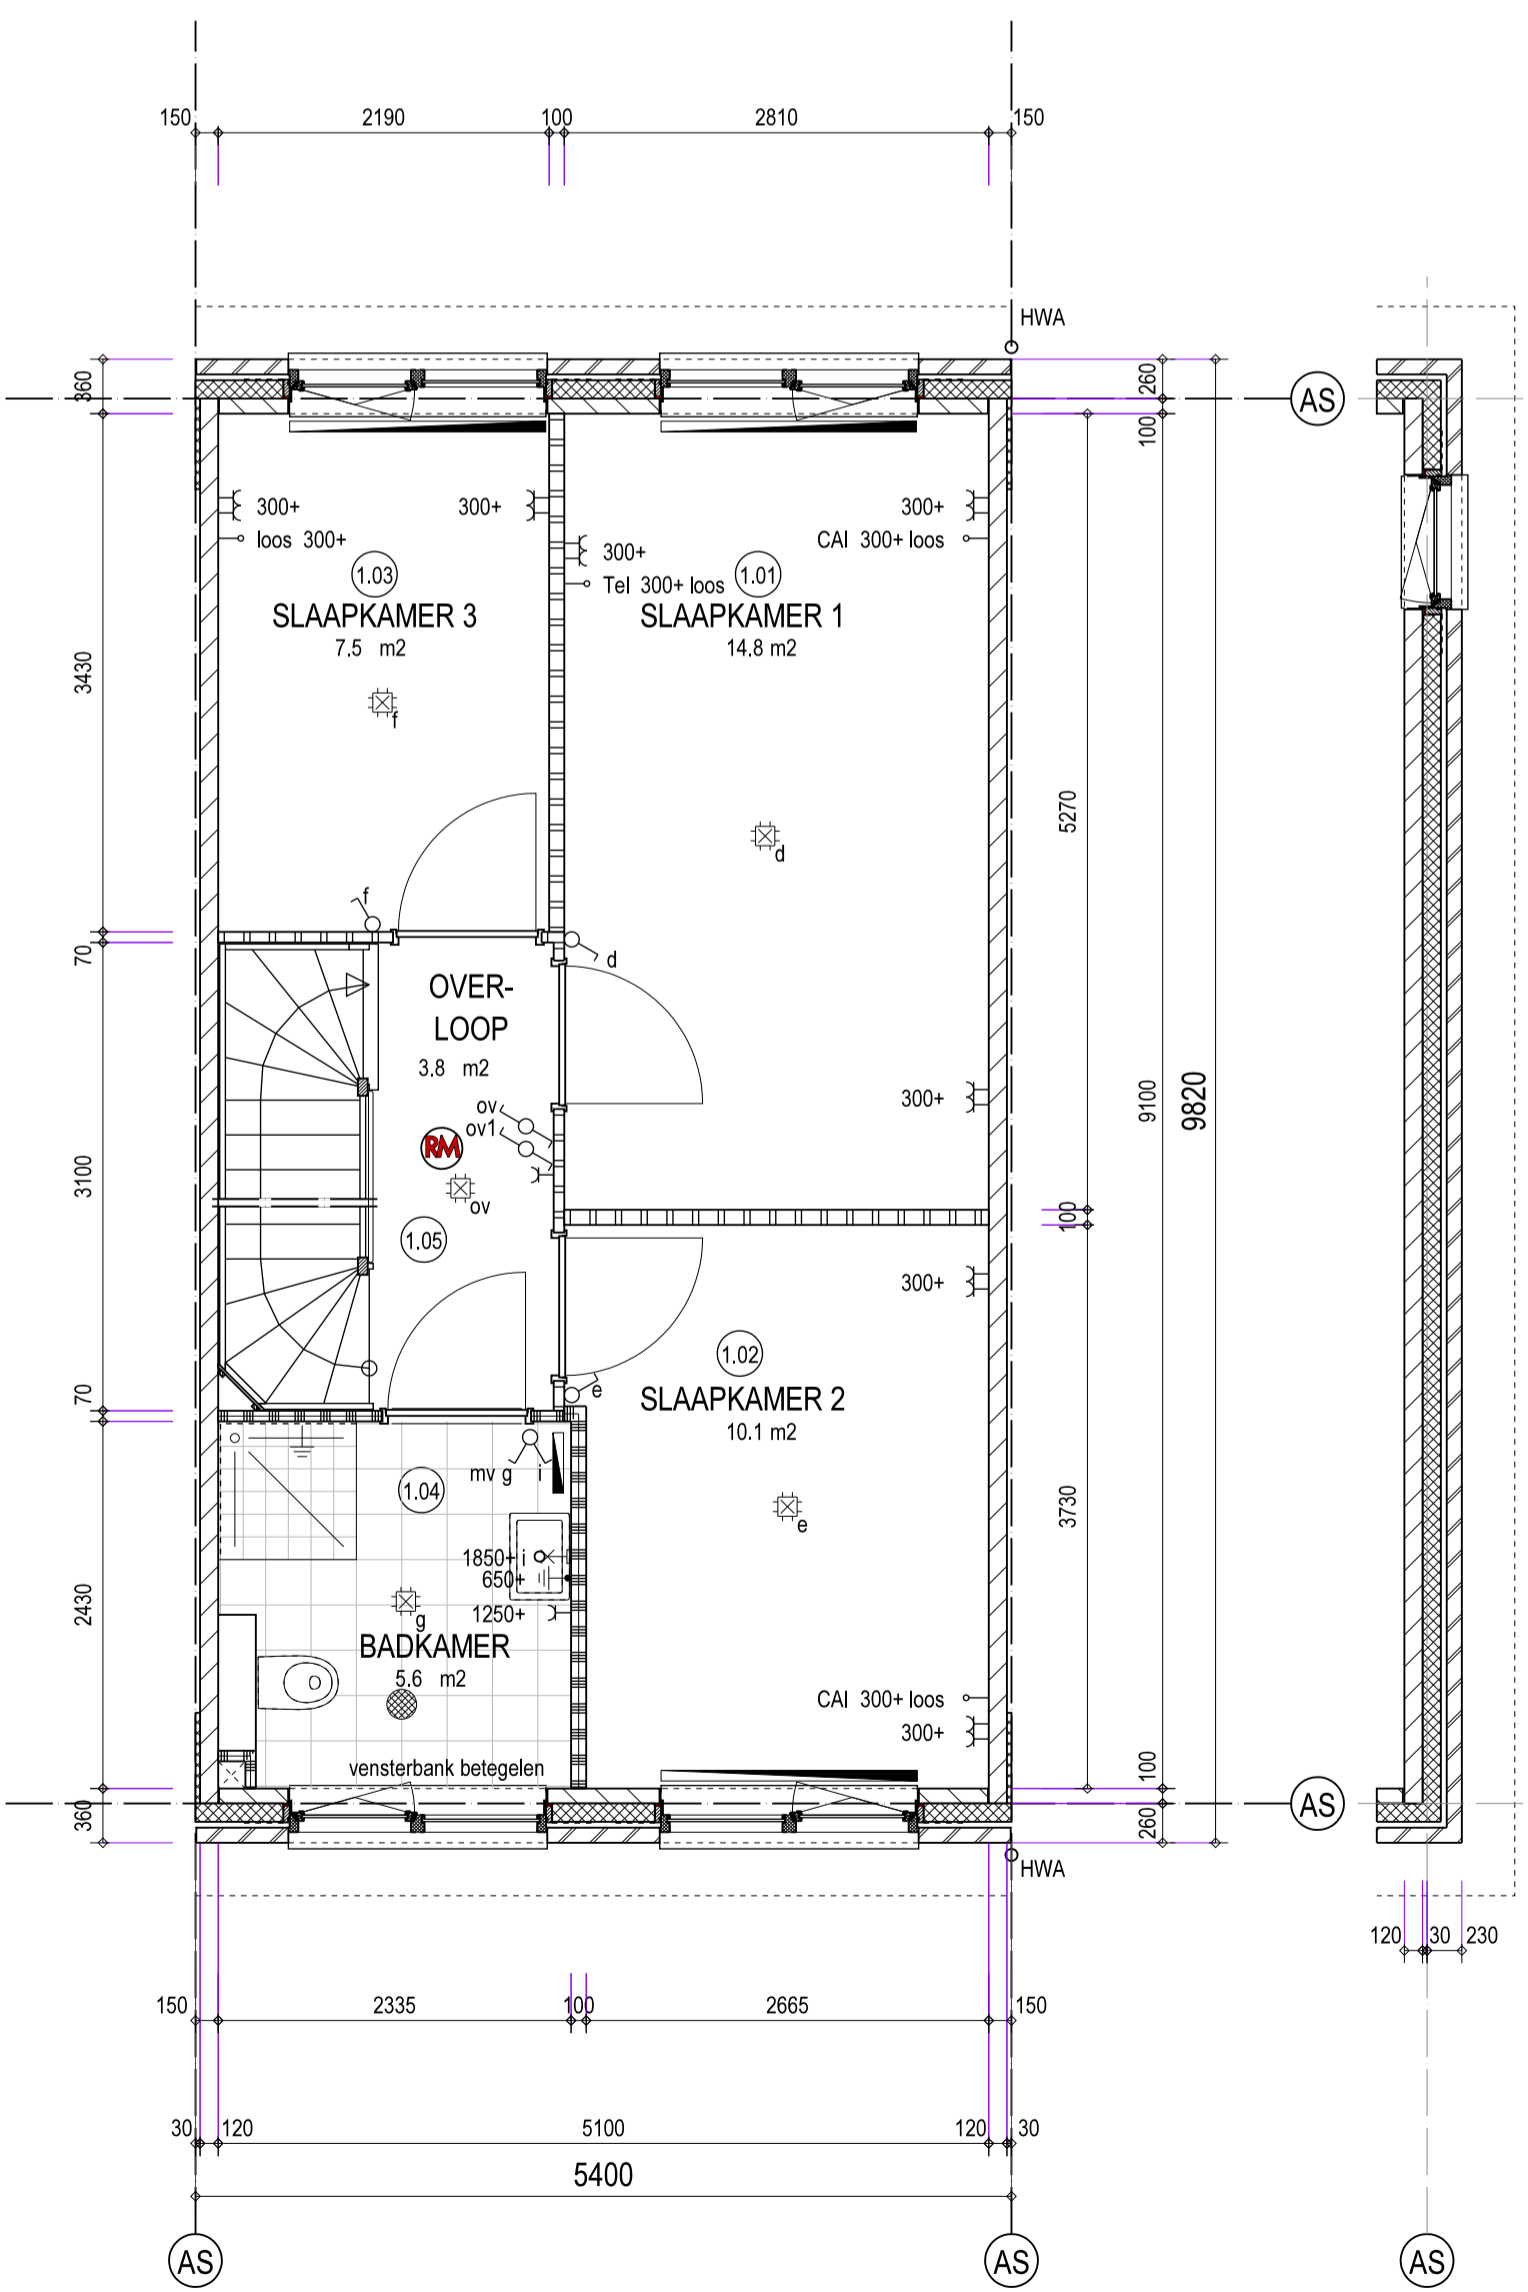 150 2190 100 2810 150
HWA
360
260
AS
100
300+ 300+ 300+
loos 300+ CAI 300+ loos
300+
Tel 300+ loos
1.03
1.01
SLAAPKAMER 3
SLAAPKAMER 1
7.5 m2
14.8 m2
3430
f
5270
d
f
d
70
OVER-
LOOP
3.8 m2
300+
9100
9820
ov
ov1
RM
3100
ov
100
1.05
300+
1.02
e
70
SLAAPKAMER 2
10.1 m2
mv g i
1.04
e
3730
1850+ i
650+
1250+
2430
g
BADKAMER
5.6 m2
CAI 300+ loos
300+
vensterbank betegelen
100
AS
360
260
HWA
120 30 230
150 2335 100 2665 150
30 120 5100 120 30
5400
AS AS AS